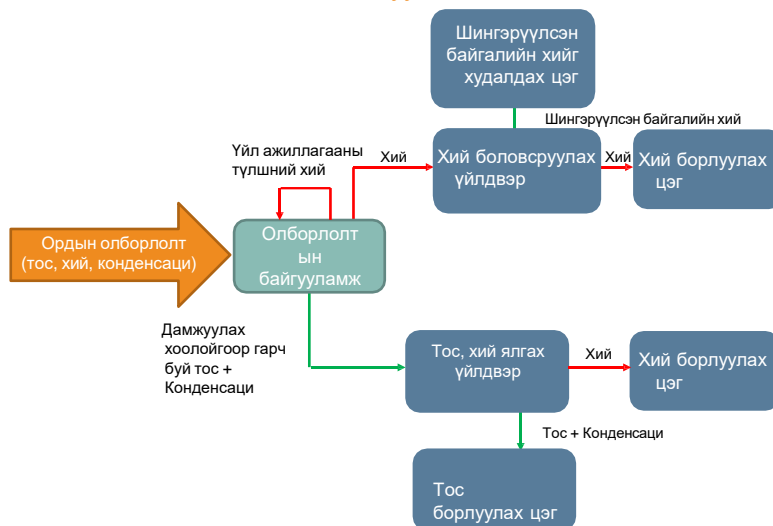 Шингэрүүлсэн
байгалийн хийг
худалдах цэг
Шингэрүүлсэн байгалийн хий
Үйл ажиллагааны
түлшний хий
Хий
Хий боловсруулах
үйлдвэр
Хий
Хий борлуулах
цэг
Ордын олборлолт
(тос, хий, конденсаци)
Олборлолт
ын
байгууламж
Дамжуулах
хоолойгоор гарч
буй тос +
Конденсаци
Тос, хий ялгах
үйлдвэр
Хий
Хий борлуулах
цэг
Тос + Конденсаци
Тос
борлуулах цэг